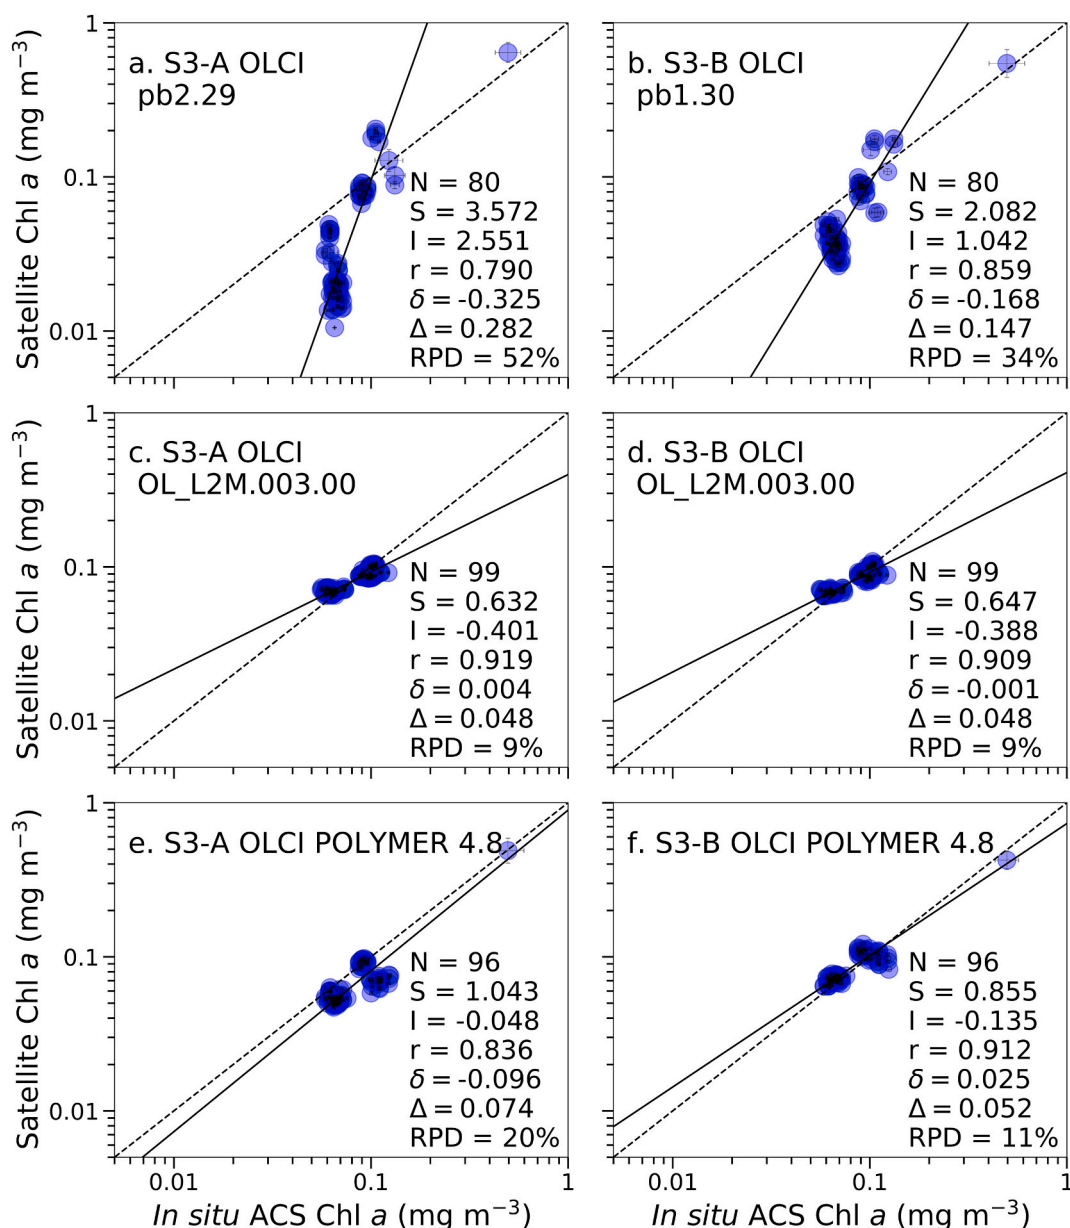 a. S3-A OLCI
pb2.29
N = 80
S = 3.572
I = 2.551
r = 0.790
δ = -0.325
Δ = 0.282
RPD = 52%
1
0.1
0.01
Satellite Chl a (mg m⁻³)
b. S3-B OLCI
pb1.30
N = 80
S = 2.082
I = 1.042
r = 0.859
δ = -0.168
Δ = 0.147
RPD = 34%
c. S3-A OLCI
OL_L2M.003.00
N = 99
S = 0.632
I = -0.401
r = 0.919
δ = 0.004
Δ = 0.048
RPD = 9%
1
0.1
0.01
Satellite Chl a (mg m⁻³)
d. S3-B OLCI
OL_L2M.003.00
N = 99
S = 0.647
I = -0.388
r = 0.909
δ = -0.001
Δ = 0.048
RPD = 9%
e. S3-A OLCI POLYMER 4.8
N = 96
S = 1.043
I = -0.048
r = 0.836
δ = -0.096
Δ = 0.074
RPD = 20%
1
0.1
0.01
Satellite Chl a (mg m⁻³)
0.01 0.1 1
In situ ACS Chl a (mg m⁻³)
f. S3-B OLCI POLYMER 4.8
N = 96
S = 0.855
I = -0.135
r = 0.912
δ = 0.025
Δ = 0.052
RPD = 11%
0.01 0.1 1
In situ ACS Chl a (mg m⁻³)